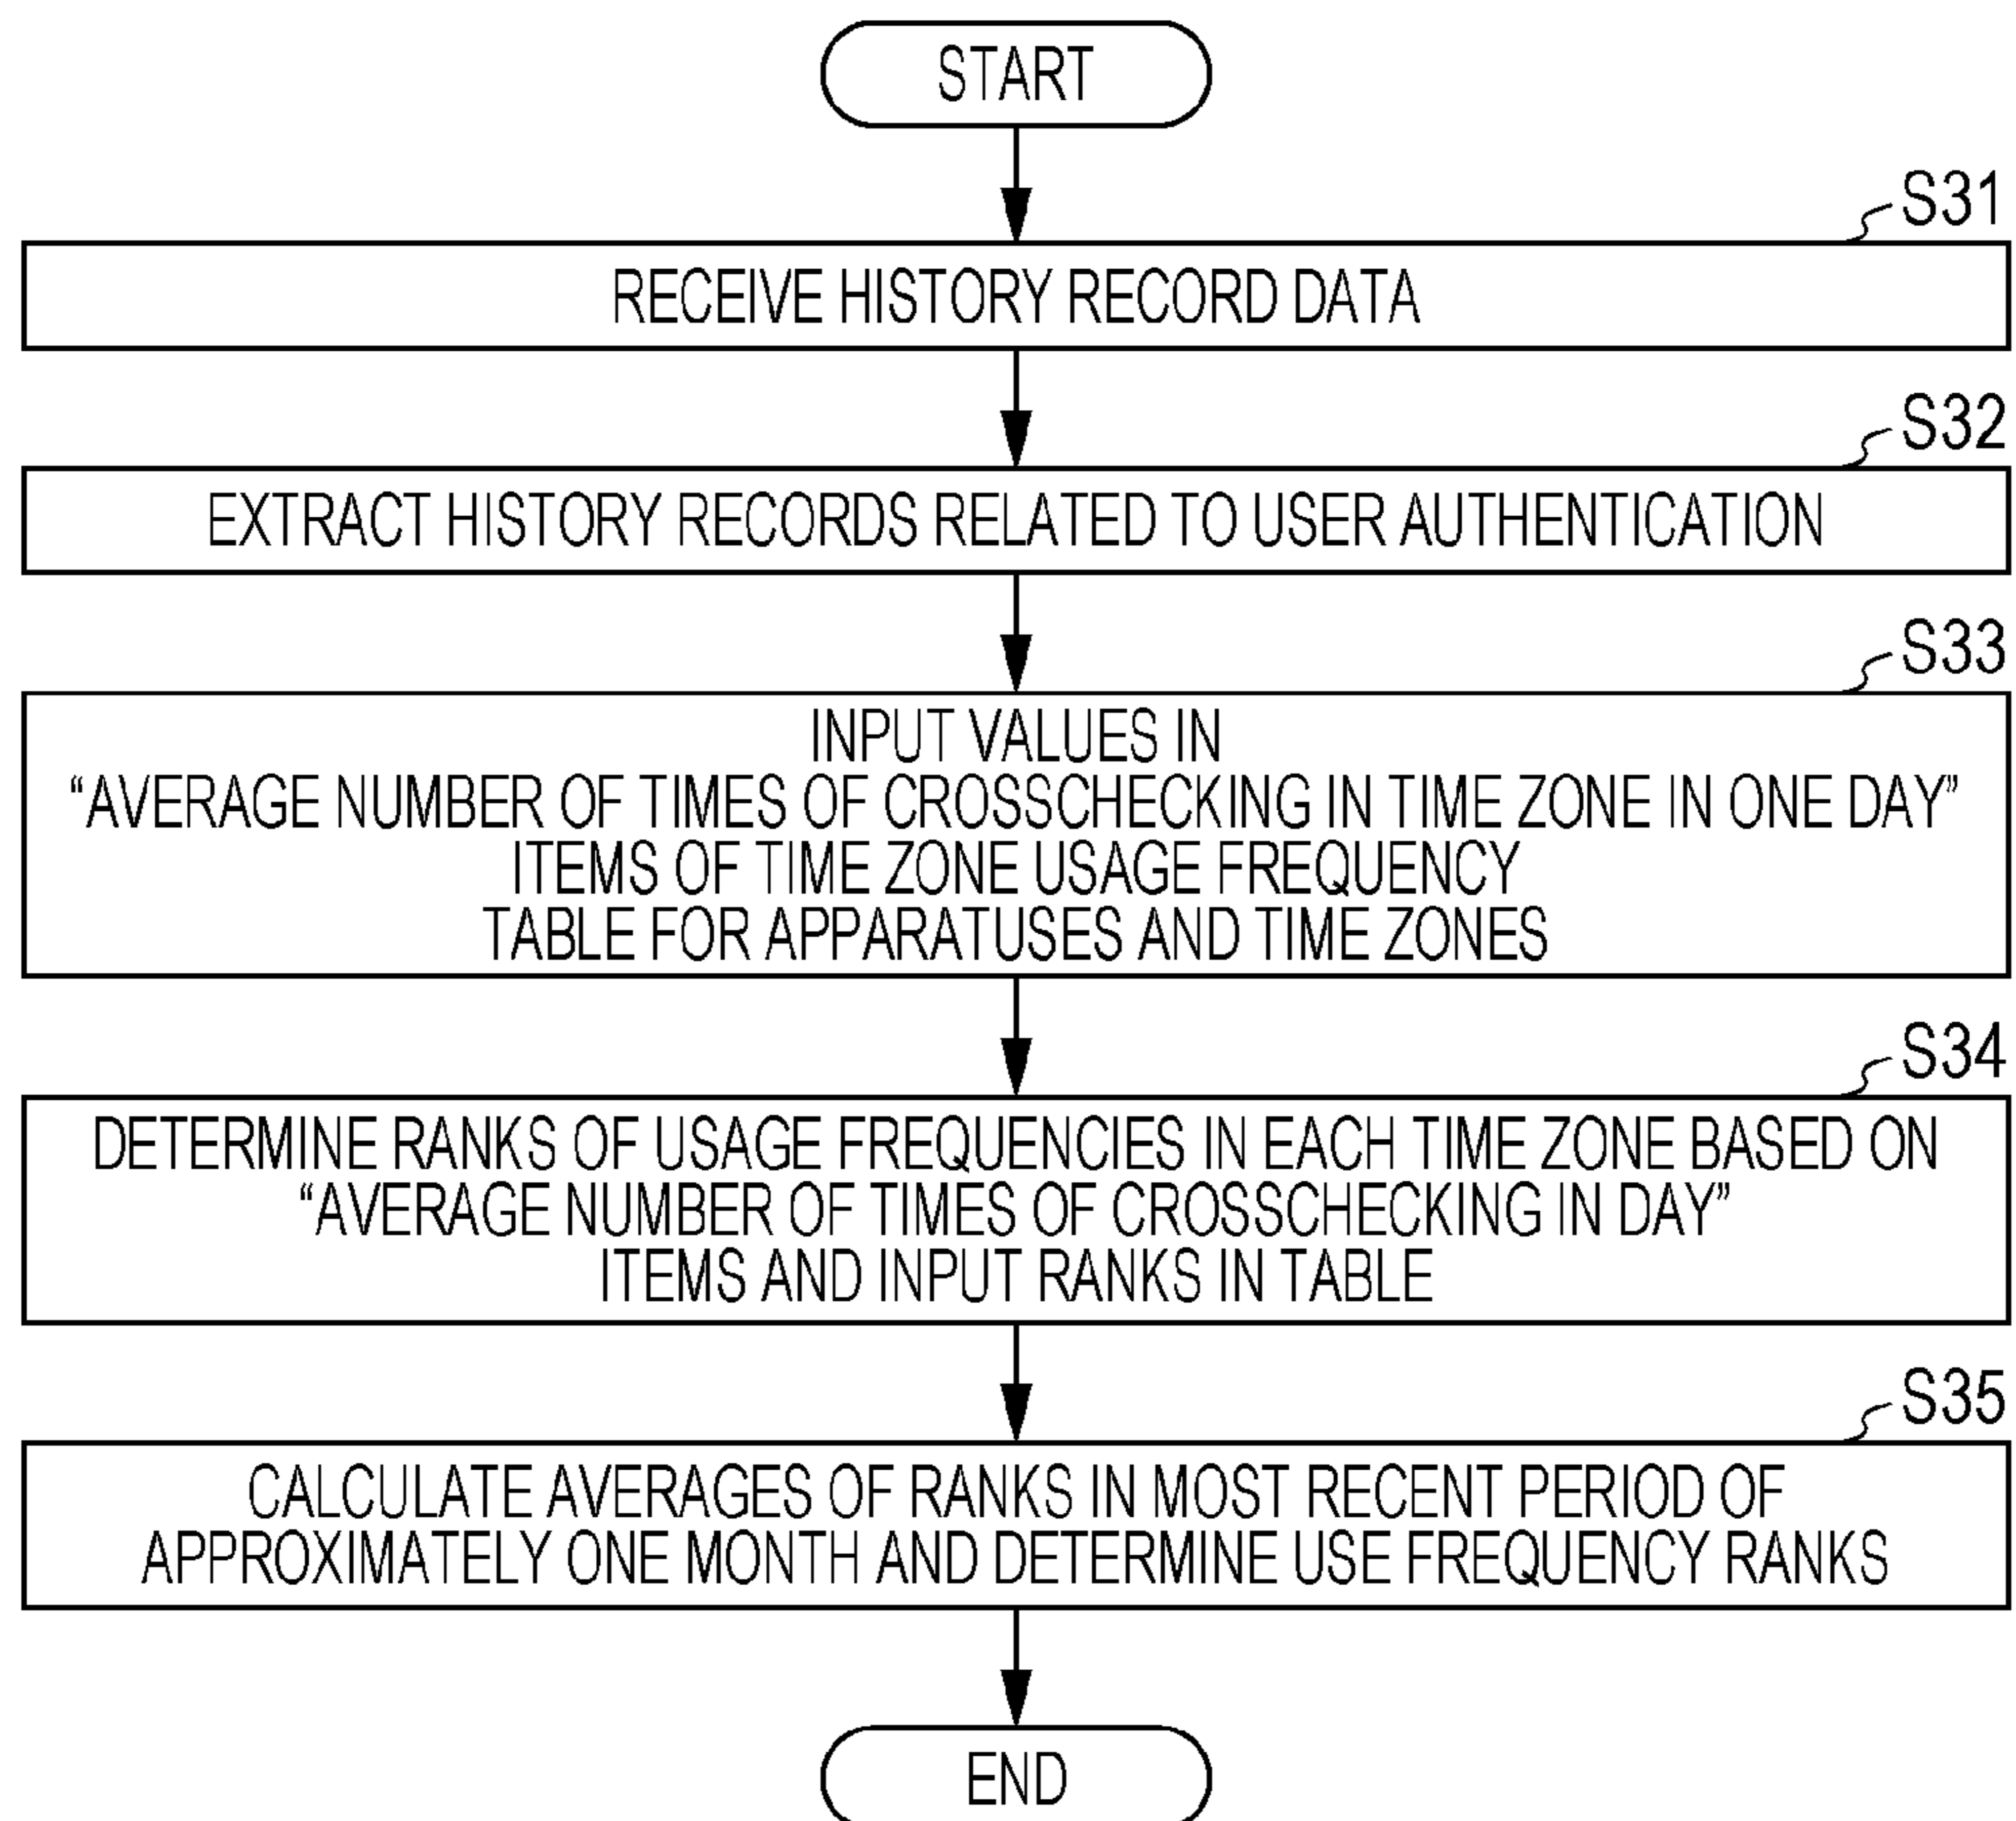 START
S31
RECEIVE HISTORY RECORD DATA
S32
EXTRACT HISTORY RECORDS RELATED TO USER AUTHENTICATION
S33
INPUT VALUES IN
“AVERAGE NUMBER OF TIMES OF CROSSCHECKING IN TIME ZONE IN ONE DAY”
ITEMS OF TIME ZONE USAGE FREQUENCY
TABLE FOR APPARATUSES AND TIME ZONES
S34
DETERMINE RANKS OF USAGE FREQUENCIES IN EACH TIME ZONE BASED ON
“AVERAGE NUMBER OF TIMES OF CROSSCHECKING IN DAY”
ITEMS AND INPUT RANKS IN TABLE
S35
CALCULATE AVERAGES OF RANKS IN MOST RECENT PERIOD OF
APPROXIMATELY ONE MONTH AND DETERMINE USE FREQUENCY RANKS
END